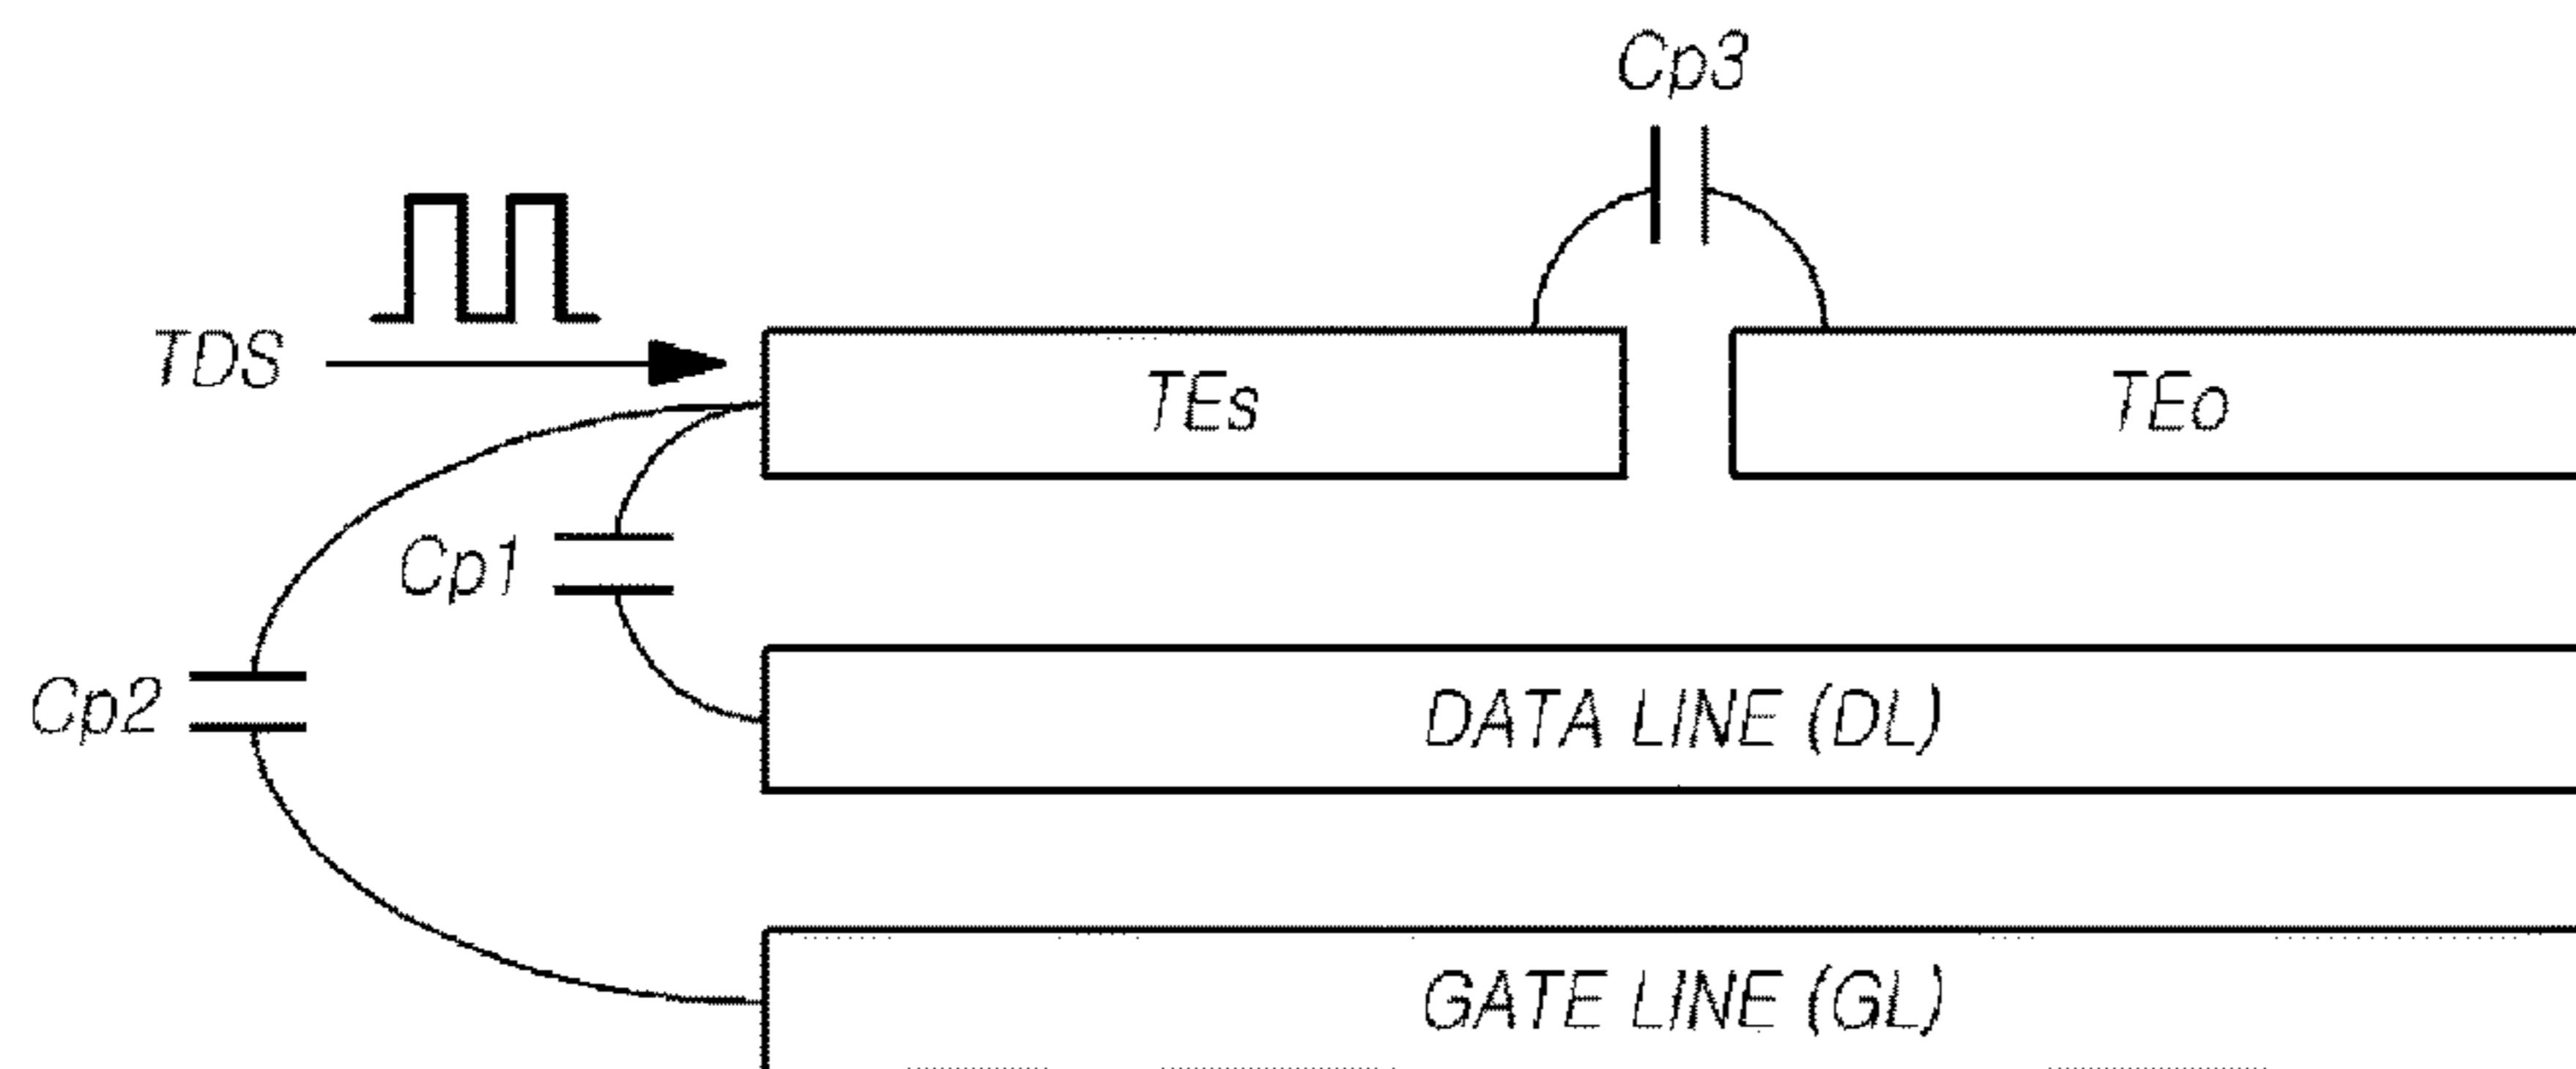 Cp3
TDS
TEs
TEo
Cp1
Cp2
DATA LINE (DL)
GATE LINE (GL)